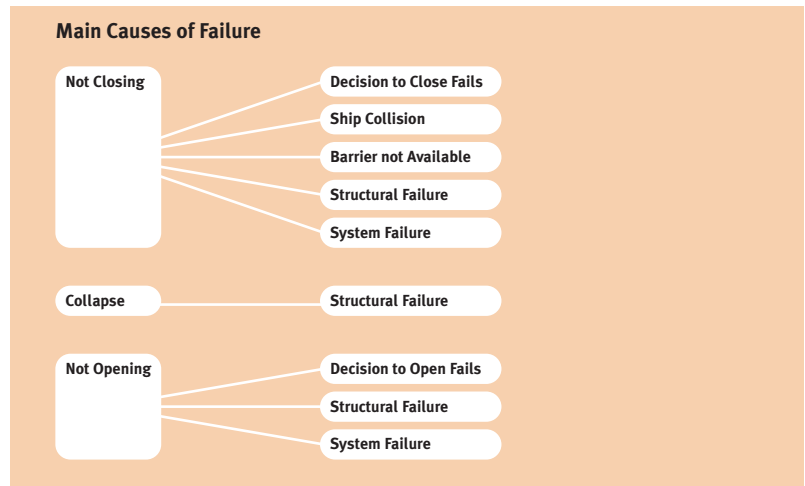 Main Causes of Failure
Not Closing
Decision to Close Fails
Ship Collision
Barrier not Available
Structural Failure
System Failure
Collapse
Structural Failure
Not Opening
Decision to Open Fails
Structural Failure
System Failure